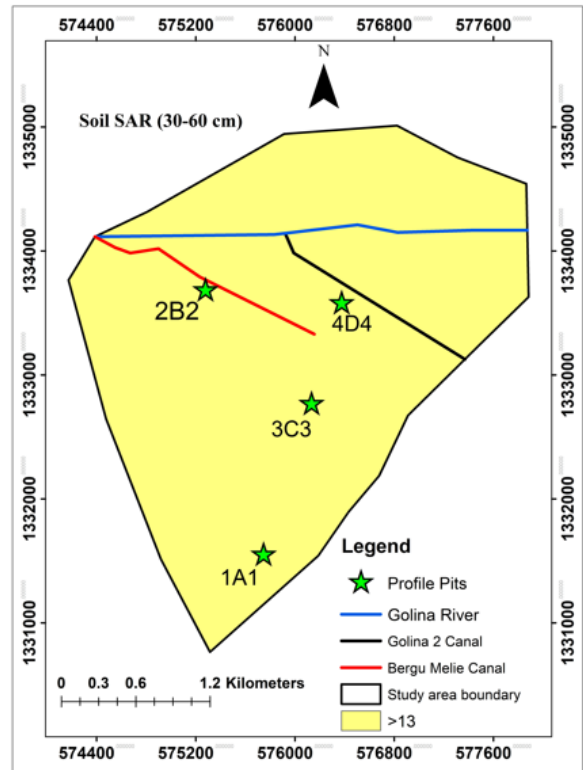 574400 575200 576000 576800 577600
N
Soil SAR (30-60 cm)
1335000 1335000
1334000 1334000
2B2
4D4
1333000 1333000
3C3
1332000 1332000
Legend
1A1
Profile Pits
Golina River
1331000 1331000
Golina 2 Canal
Bergu Melie Canal
0 0.3 0.6 1.2 Kilometers
Study area boundary
>13
574400 575200 576000 576800 577600